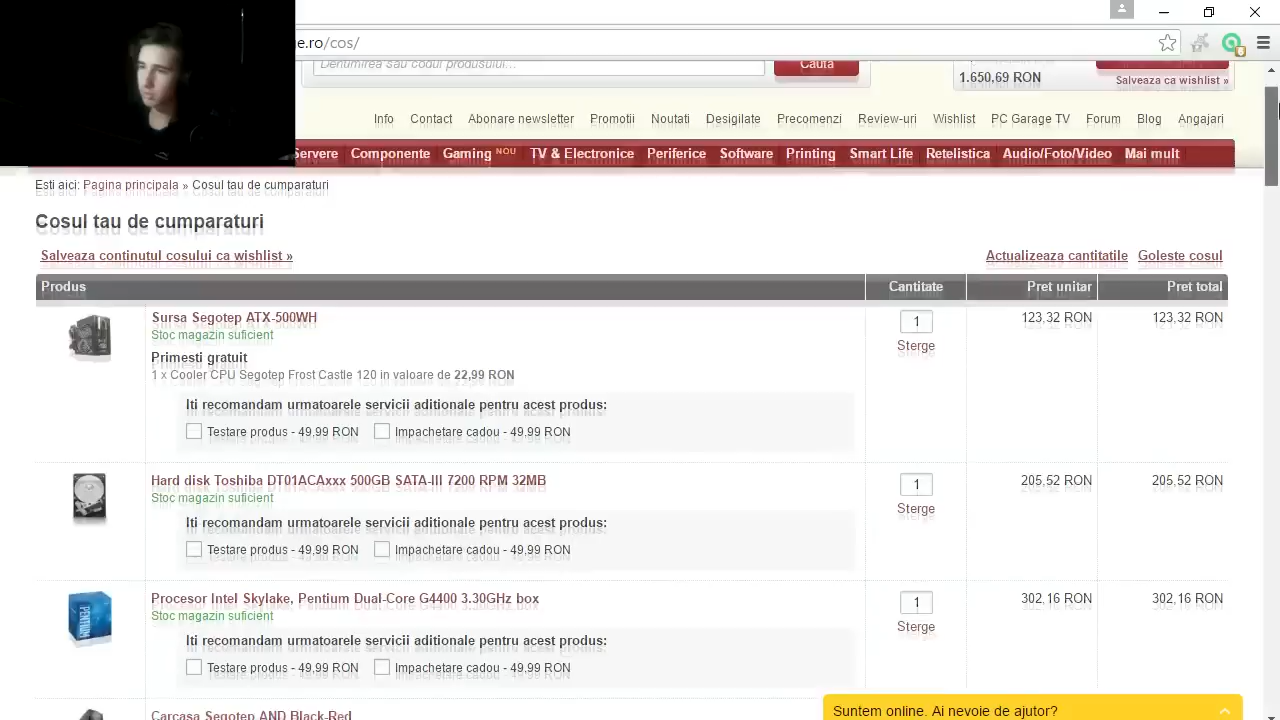 e.ro/cos/
Denumirea sau codul produsului...
Cauta
1.650,69 RON
Salveaza ca wishlist »
Info Contact Abonare newsletter Promotii Noutati Desigilate Precomenzi Review-uri Wishlist PC Garage TV Forum Blog Angajari
Servere Componente Gaming NOU TV & Electronice Periferice Software Printing Smart Life Retelistica Audio/Foto/Video Mai mult
Esti aici: Pagina principala » Cosul tau de cumparaturi
Cosul tau de cumparaturi
Salveaza continutul cosului ca wishlist » Actualizeaza cantitatile Goleste cosul
Produs Cantitate Pret unitar Pret total
Sursa Segotep ATX-500WH 1 123,32 RON 123,32 RON
Stoc magazin suficient
Sterge
Primesti gratuit
1 x Cooler CPU Segotep Frost Castle 120 in valoare de 22,99 RON
Iti recomandam urmatoarele servicii aditionale pentru acest produs:
Testare produs - 49,99 RON Impachetare cadou - 49,99 RON
Hard disk Toshiba DT01ACAxxx 500GB SATA-III 7200 RPM 32MB 1 205,52 RON 205,52 RON
Stoc magazin suficient
Sterge
Iti recomandam urmatoarele servicii aditionale pentru acest produs:
Testare produs - 49,99 RON Impachetare cadou - 49,99 RON
Procesor Intel Skylake, Pentium Dual-Core G4400 3.30GHz box 1 302,16 RON 302,16 RON
Stoc magazin suficient
Sterge
PENTIUM
Iti recomandam urmatoarele servicii aditionale pentru acest produs:
Testare produs - 49,99 RON Impachetare cadou - 49,99 RON
Carcasa Segotep AND Black-Red
Suntem online. Ai nevoie de ajutor?